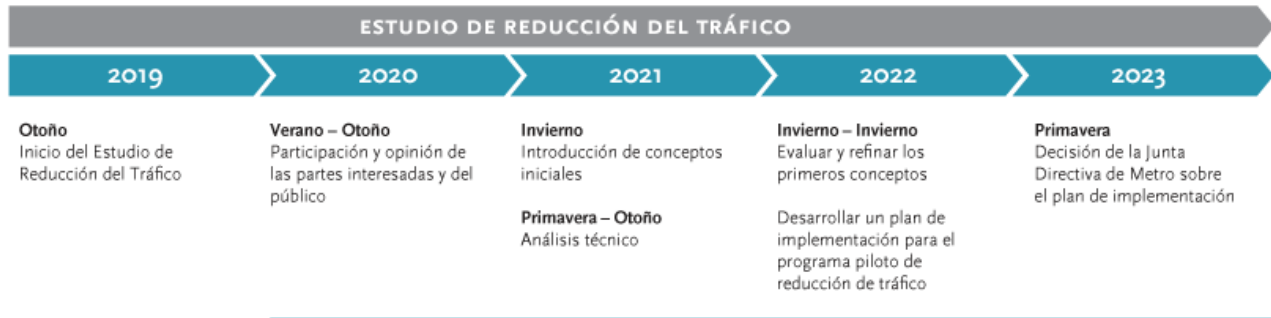 ESTUDIO DE REDUCCIÓN DEL TRÁFICO
2019
2020
2021
2022
2023
Otoño
Inicio del Estudio de
Reducción del Tráfico
Verano – Otoño
Participación y opinión de
las partes interesadas y del
público
Invierno
Introducción de conceptos
iniciales
Primavera – Otoño
Análisis técnico
Invierno – Invierno
Evaluar y refinar los
primeros conceptos
Desarrollar un plan de
implementación para el
programa piloto de
reducción de tráfico
Primavera
Decisión de la Junta
Directiva de Metro sobre
el plan de implementación